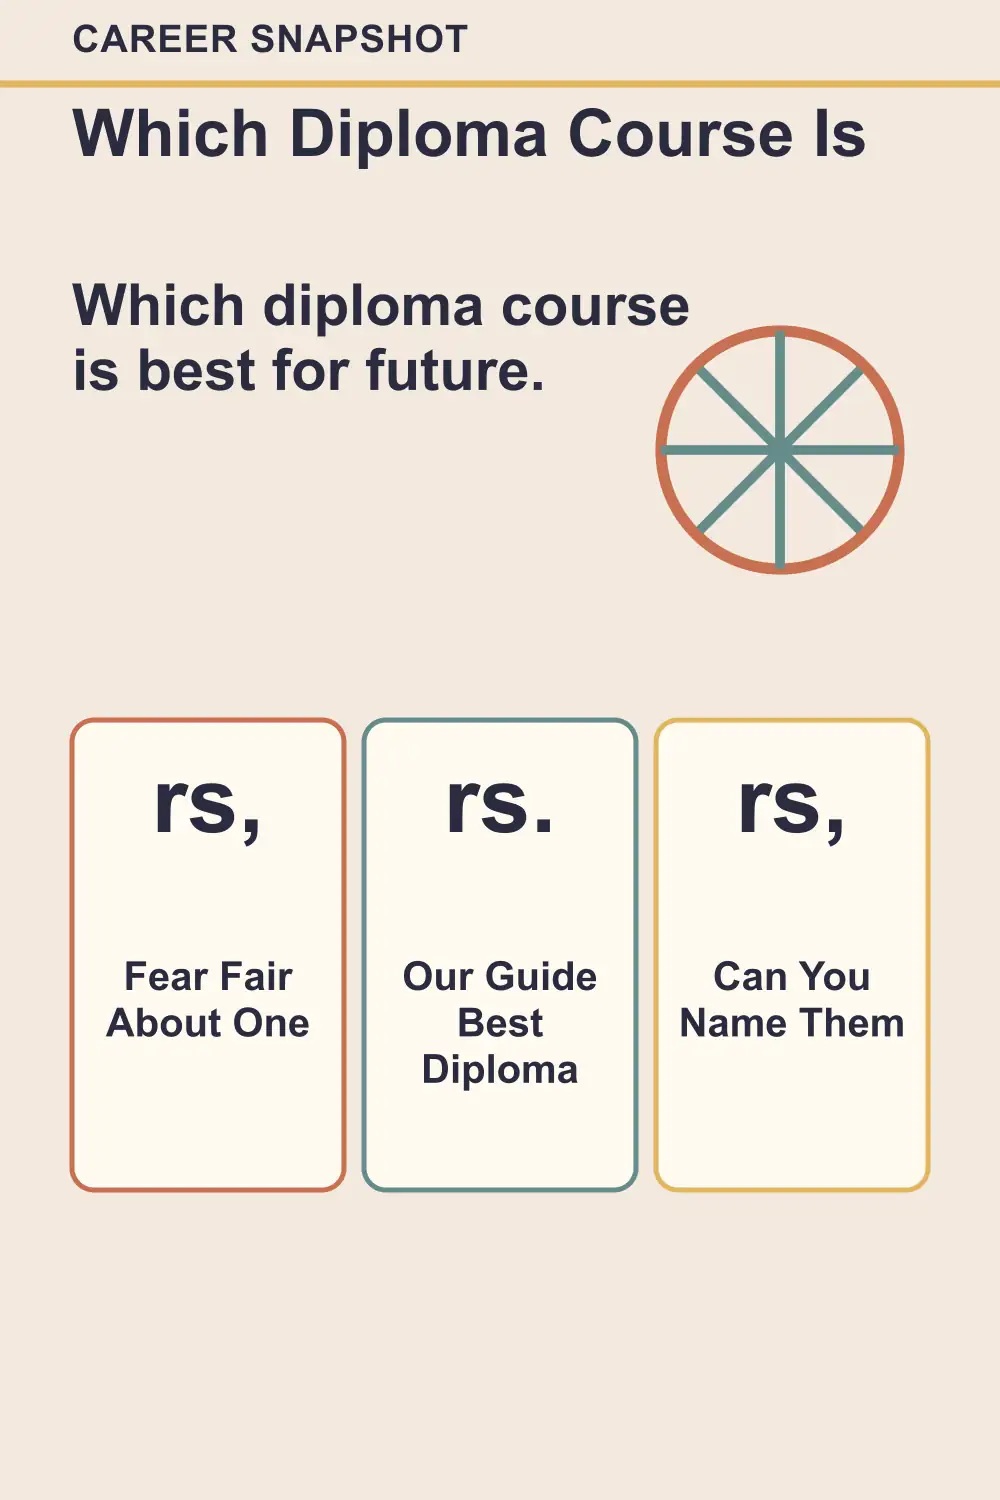 CAREER SNAPSHOT
Which Diploma Course Is
Which diploma course
is best for future.
rs,
Fear Fair
About One
rs.
Our Guide
Best
Diploma
rs,
Can You
Name Them